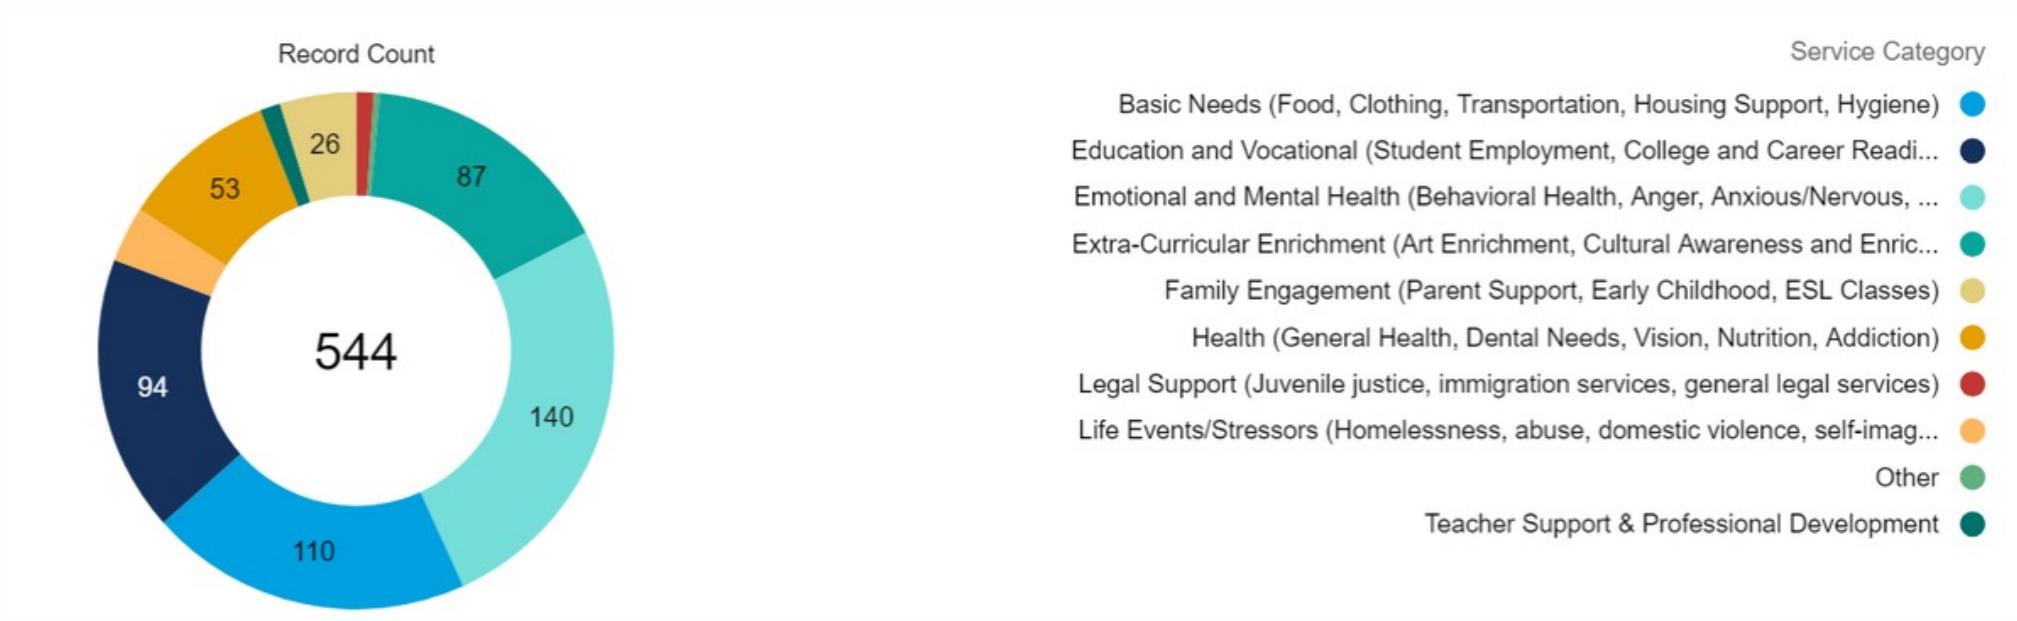 Record Count
26
87
53
544
94
140
110
Service Category
Basic Needs (Food, Clothing, Transportation, Housing Support, Hygiene)
Education and Vocational (Student Employment, College and Career Readi...
Emotional and Mental Health (Behavioral Health, Anger, Anxious/Nervous, ...
Extra-Curricular Enrichment (Art Enrichment, Cultural Awareness and Enric...
Family Engagement (Parent Support, Early Childhood, ESL Classes)
Health (General Health, Dental Needs, Vision, Nutrition, Addiction)
Legal Support (Juvenile justice, immigration services, general legal services)
Life Events/Stressors (Homelessness, abuse, domestic violence, self-imag...
Other
Teacher Support & Professional Development